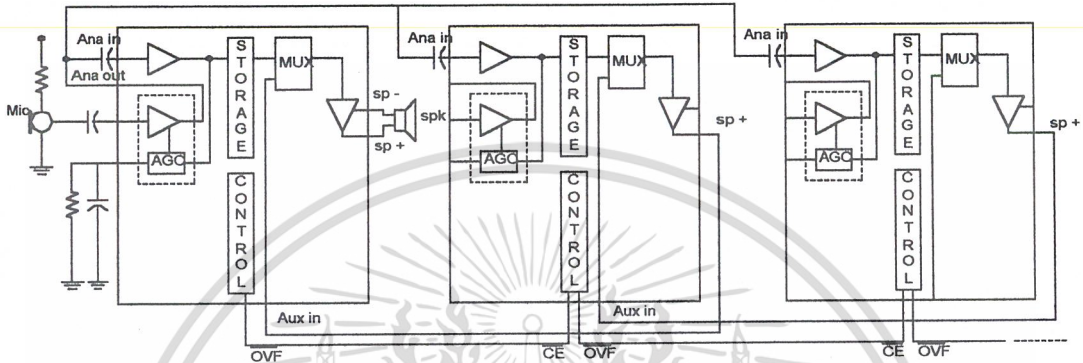 Ana in
Ana out
Mic
AGC
STORAGE
CONTROL
MUX
sp -
sp +
Aux in
OVF
Ana in
spk
AGC
STORAGE
CONTROL
MUX
sp +
CE
OVF
Aux in
Ana in
AGC
STORAGE
CONTROL
MUX
sp +
CE
OVF